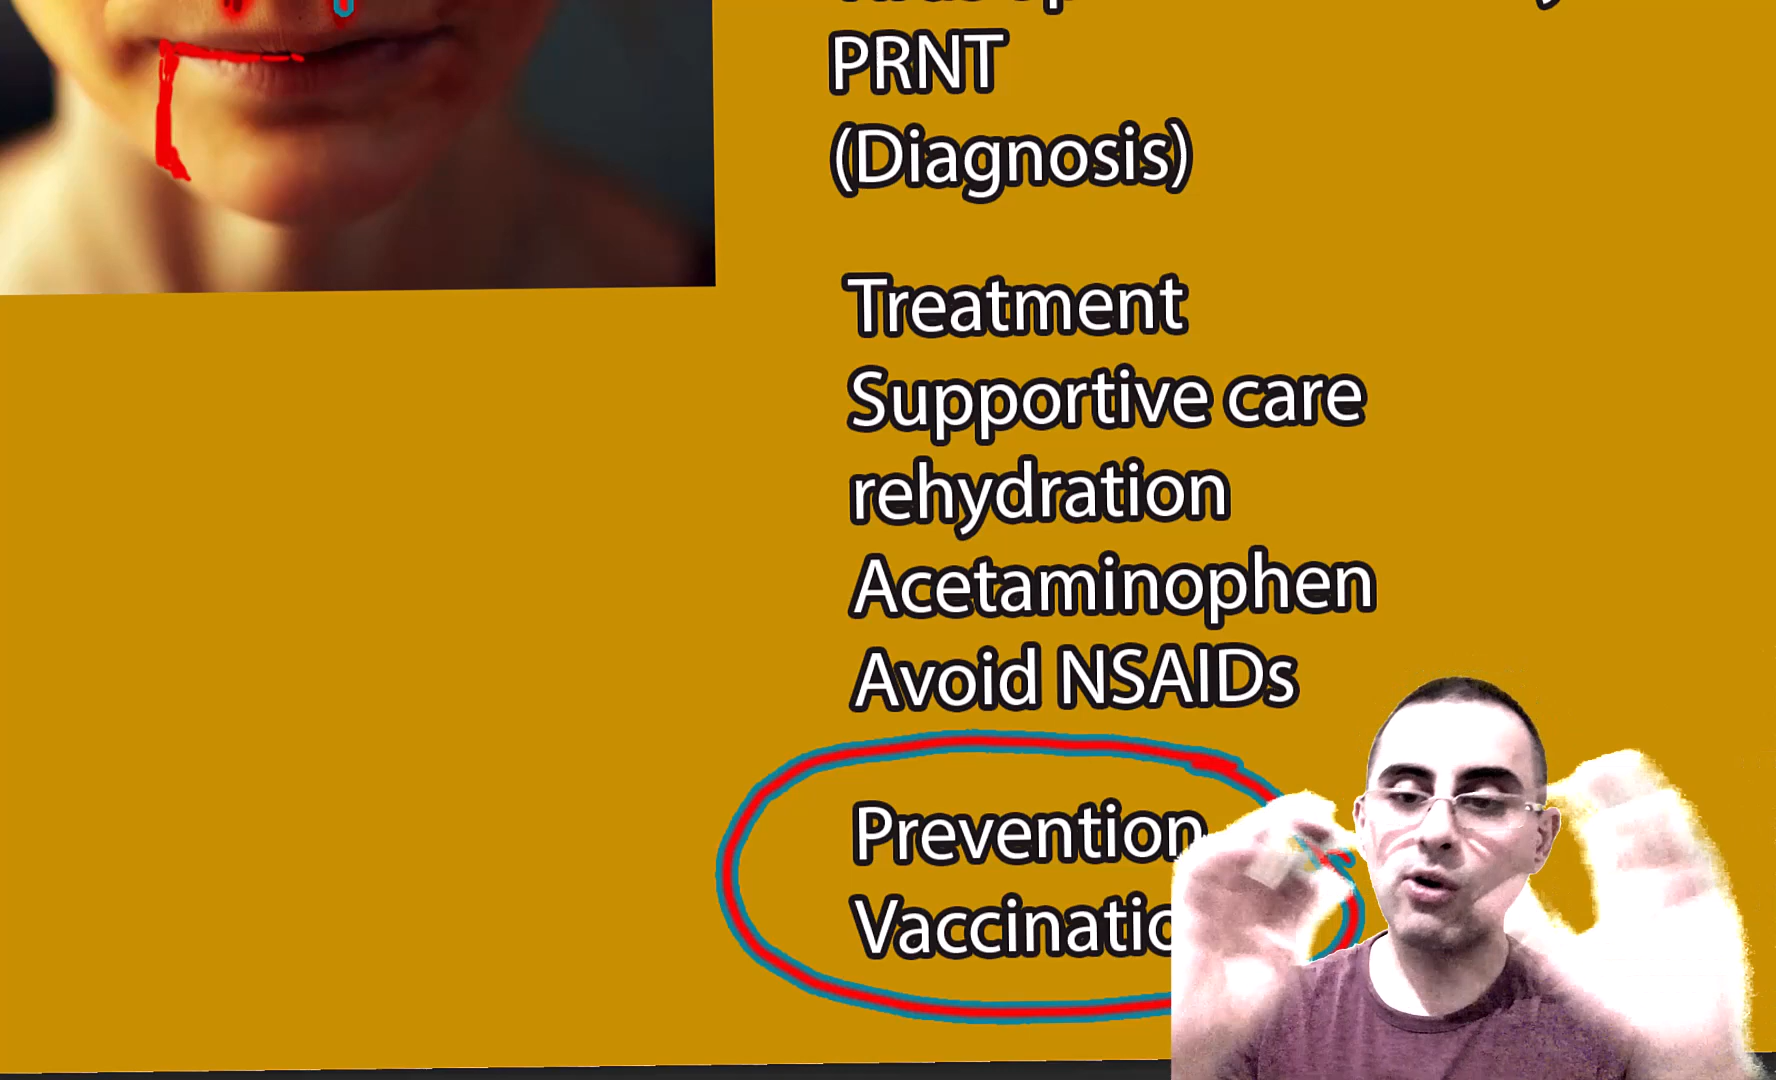 PRNT
(Diagnosis)
Treatment
Supportive care
rehydration
Acetaminophen
Avoid NSAIDs
Prevention